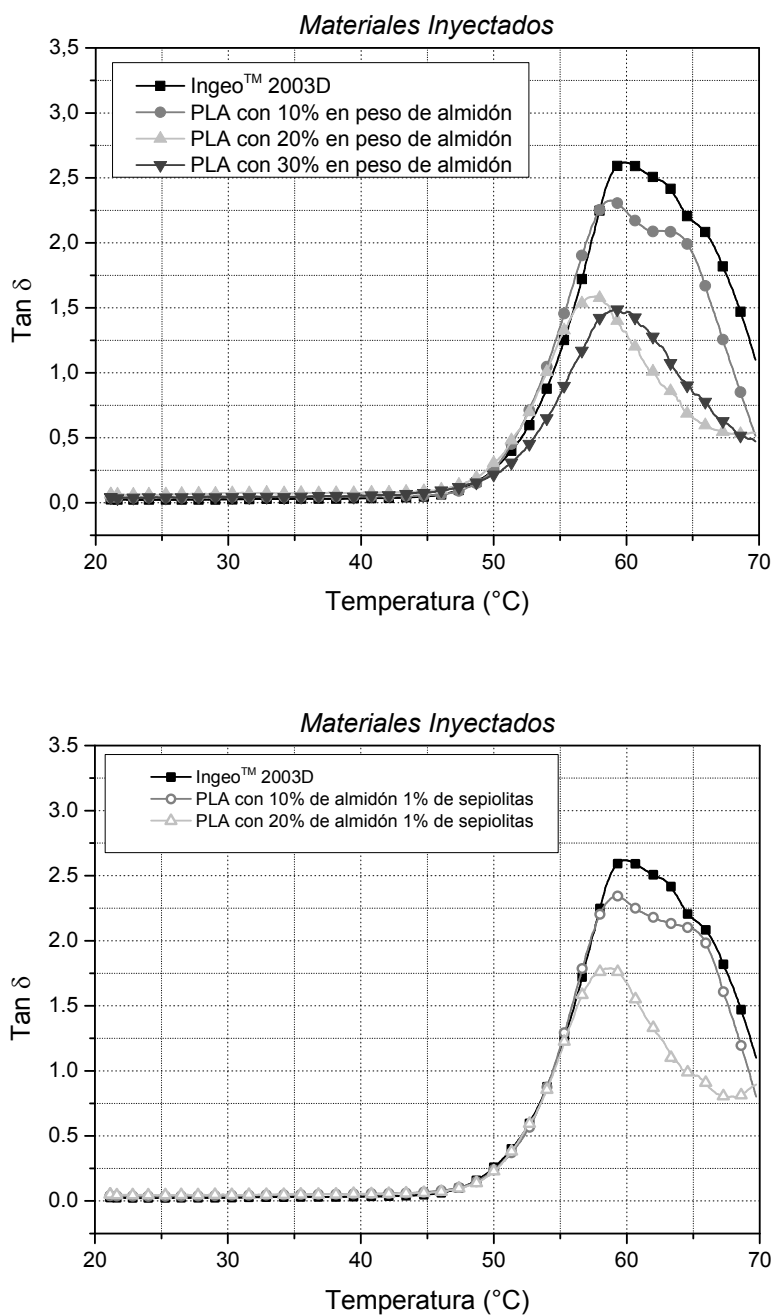 Materiales Inyectados
3,5
3,0
2,5
2,0
1,5
1,0
0,5
0,0
Tan δ
Ingeo™ 2003D
PLA con 10% en peso de almidón
PLA con 20% en peso de almidón
PLA con 30% en peso de almidón
20 30 40 50 60 70
Temperatura (°C)
Materiales Inyectados
3.5
3.0
2.5
2.0
1.5
1.0
0.5
0.0
Tan δ
Ingeo™ 2003D
PLA con 10% de almidón 1% de sepiolitas
PLA con 20% de almidón 1% de sepiolitas
20 30 40 50 60 70
Temperatura (°C)